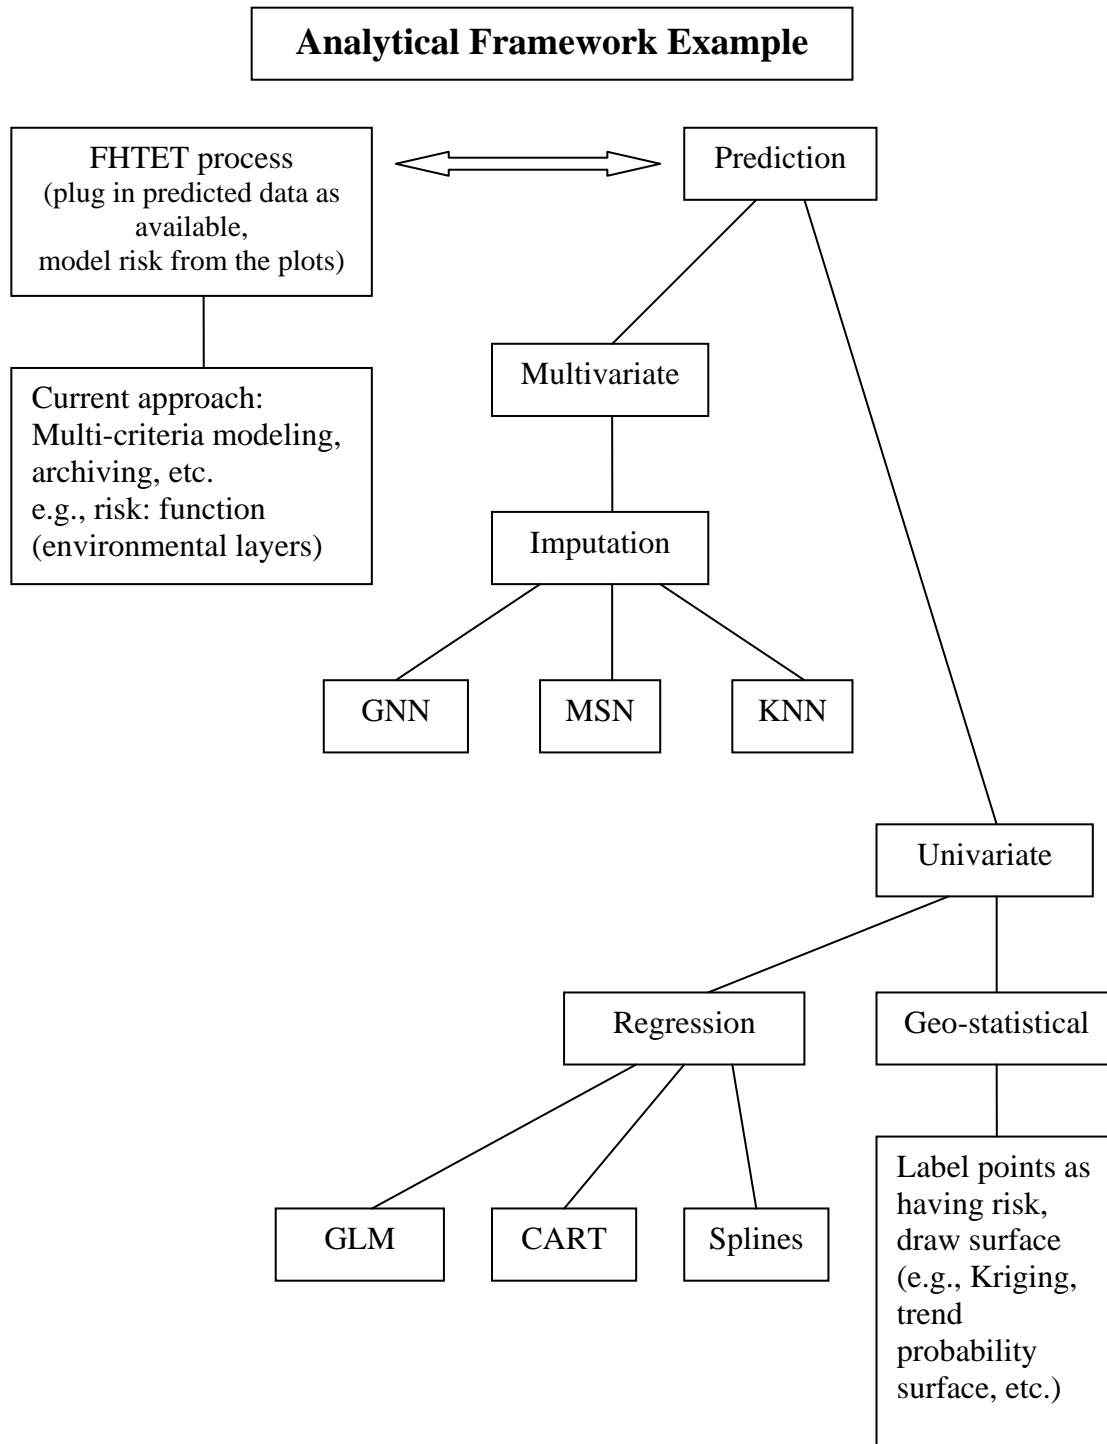 Analytical Framework Example
FHTET process
(plug in predicted data as
available,
model risk from the plots)
Prediction
Current approach:
Multi-criteria modeling,
archiving, etc.
e.g., risk: function
(environmental layers)
Multivariate
Imputation
GNN
MSN
KNN
Univariate
Regression
Geo-statistical
GLM
CART
Splines
Label points as
having risk,
draw surface
(e.g., Kriging,
trend
probability
surface, etc.)